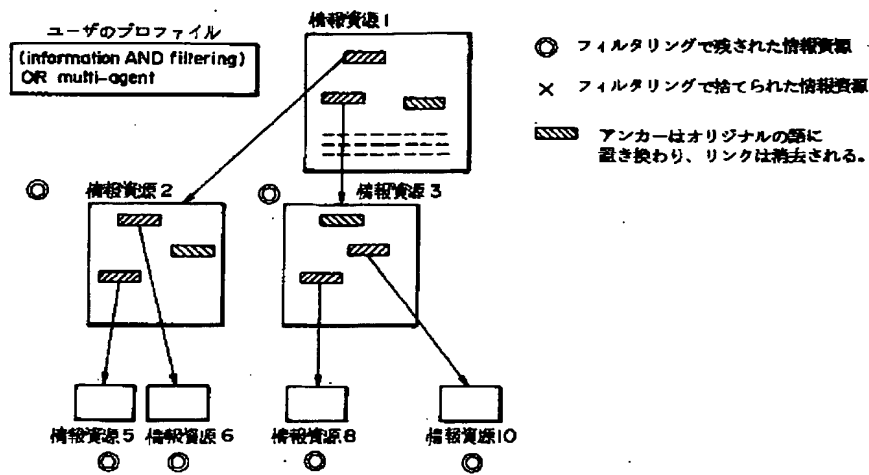 ユーザのプロファイル
(information AND filtering)
OR multi-agent
情報資源1
◎ フィルタリングで残された情報資源
× フィルタリングで捨てられた情報資源
アンカーはオリジナルの語に
置き換わり、リンクは消去される。
情報資源2
情報資源3
情報資源5
情報資源6
情報資源8
情報資源10